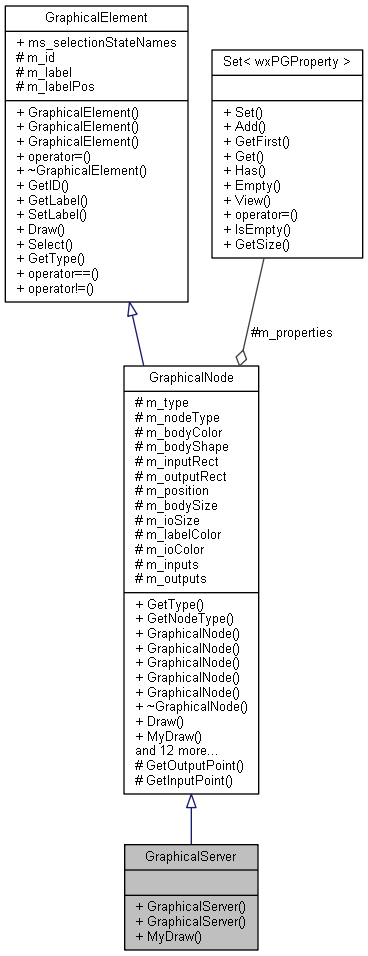 GraphicalElement
+ ms_selectionStateNames
# m_id
# m_label
# m_labelPos
+ GraphicalElement()
+ GraphicalElement()
+ GraphicalElement()
+ operator=()
+ ~GraphicalElement()
+ GetID()
+ GetLabel()
+ SetLabel()
+ Draw()
+ Select()
+ GetType()
+ operator==()
+ operator!=()
Set< wxPGProperty >
+ Set()
+ Add()
+ GetFirst()
+ Get()
+ Has()
+ Empty()
+ View()
+ operator=()
+ IsEmpty()
+ GetSize()
#m_properties
GraphicalNode
# m_type
# m_nodeType
# m_bodyColor
# m_bodyShape
# m_inputRect
# m_outputRect
# m_position
# m_bodySize
# m_ioSize
# m_labelColor
# m_ioColor
# m_inputs
# m_outputs
+ GetType()
+ GetNodeType()
+ GraphicalNode()
+ GraphicalNode()
+ GraphicalNode()
+ GraphicalNode()
+ GraphicalNode()
+ ~GraphicalNode()
+ Draw()
+ MyDraw()
and 12 more...
# GetOutputPoint()
# GetInputPoint()
GraphicalServer
+ GraphicalServer()
+ GraphicalServer()
+ MyDraw()